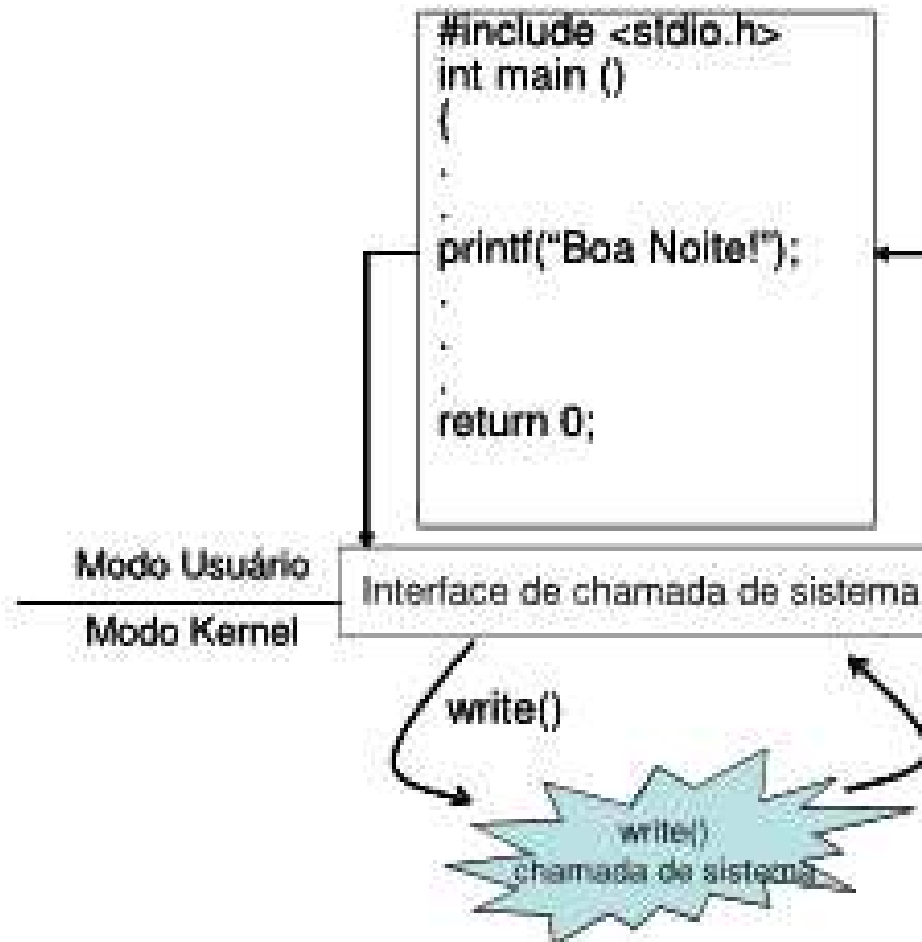 #include <stdio.h>
int main ()
{
.
.
printf("Boa Noite!");
.
.
.
return 0;
Modo Usuário
Interface de chamada de sistema
Modo Kernel
write()
write()
chamada de sistema